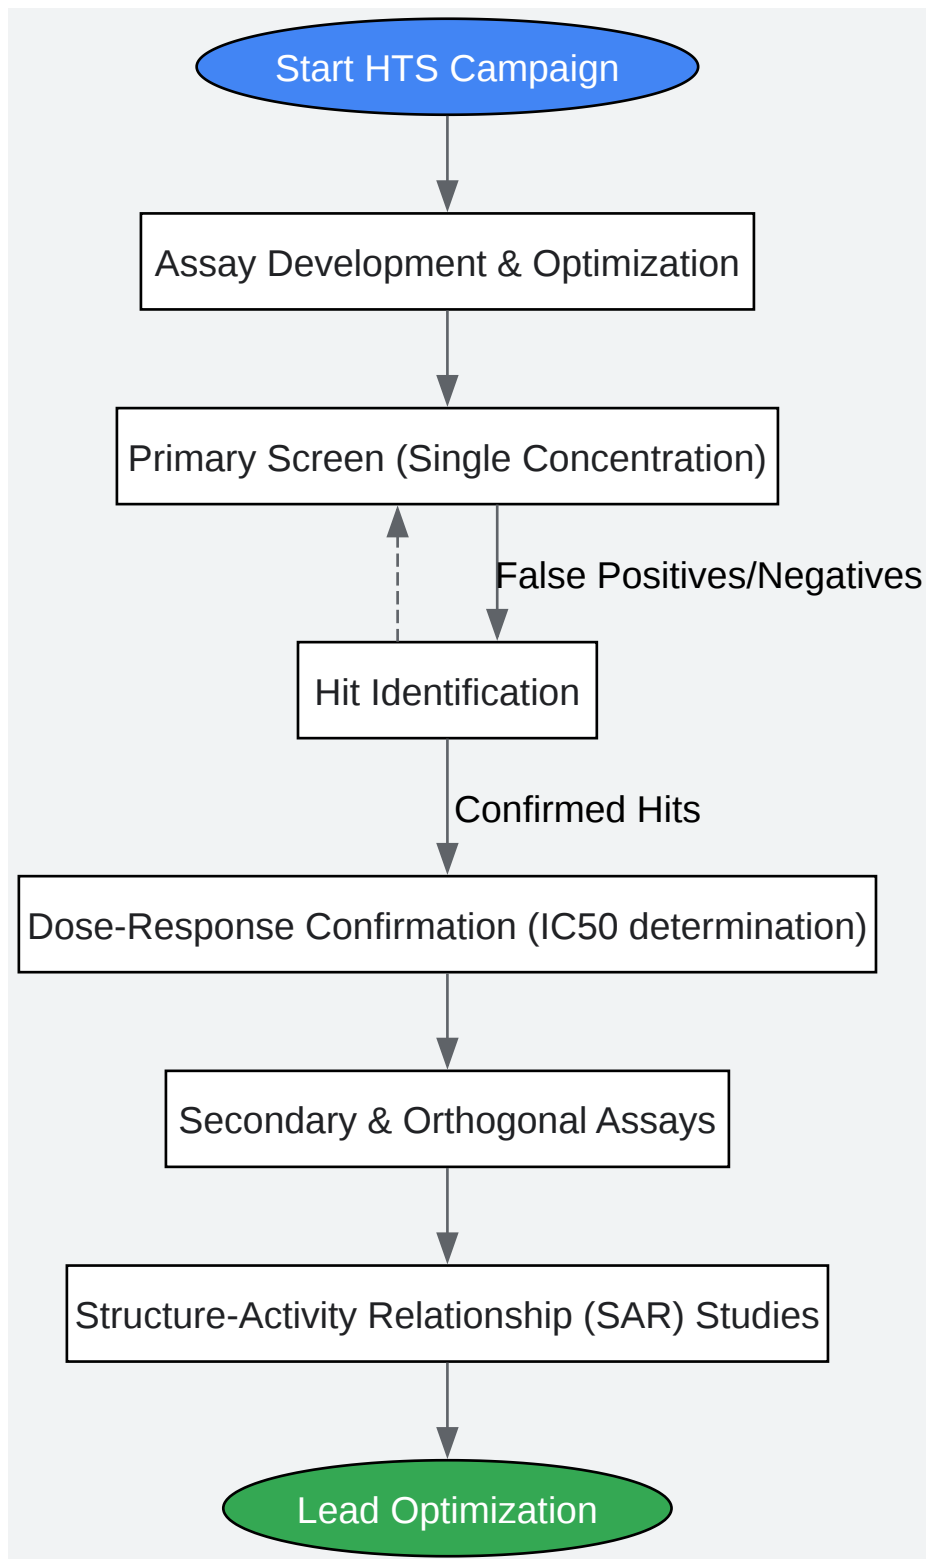 Start HTS Campaign
Assay Development & Optimization
Primary Screen (Single Concentration)
False Positives/Negatives
Hit Identification
Confirmed Hits
Dose-Response Confirmation (IC50 determination)
Secondary & Orthogonal Assays
Structure-Activity Relationship (SAR) Studies
Lead Optimization